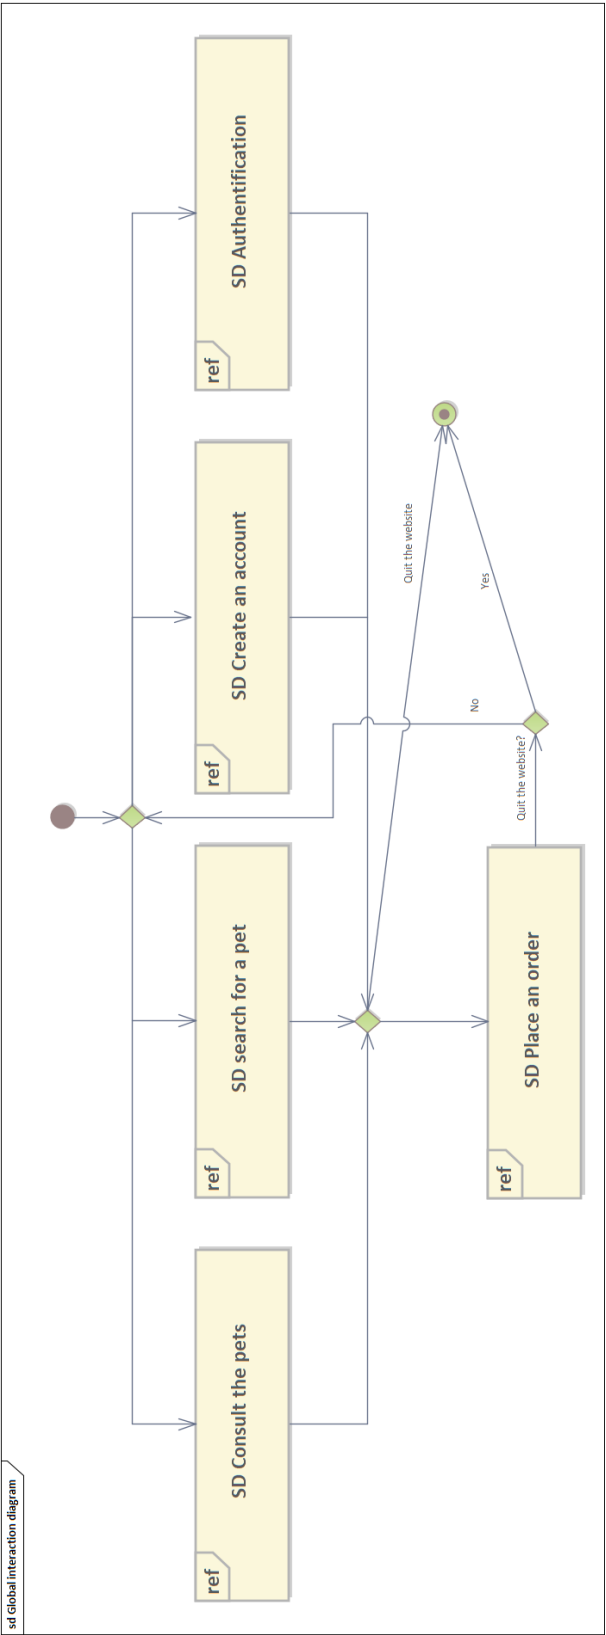 sd Global interaction diagram
ref
SD Consult the pets
ref
SD search for a pet
ref
SD Create an account
ref
SD Authentification
Quit the website
ref
SD Place an order
Quit the website?
No
Yes